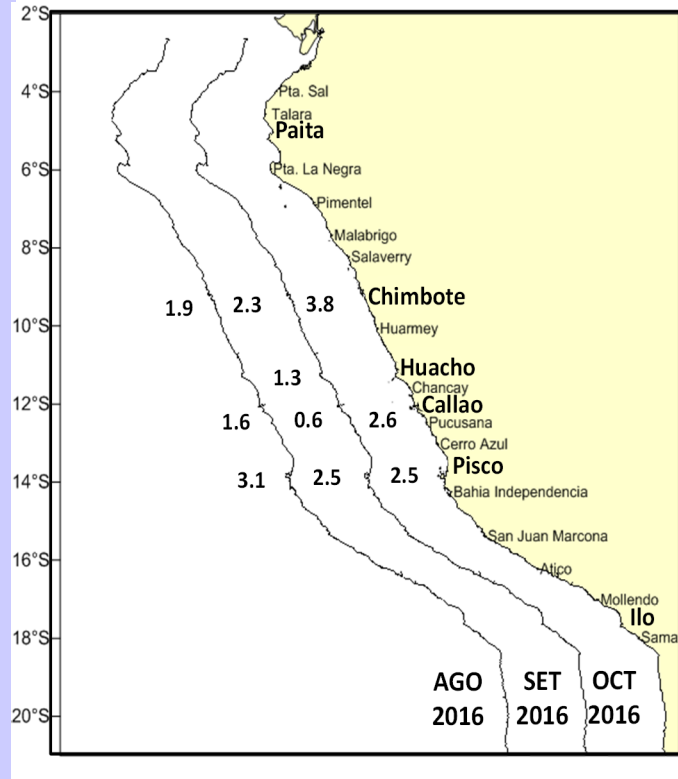 2°S
4°S
Pta. Sal
Talara
Paita
6°S
Pta. La Negra
Pimentel
Malabrigo
8°S
Salaverry
Chimbote
1.9 2.3 3.8
10°S
Huarmey
Huacho
1.3
Chancay
12°S
Callao
1.6 0.6 2.6
Pucusana
Cerro Azul
Pisco
14°S
3.1 2.5 2.5
Bahia Independencia
San Juan Marcona
16°S
Atico
Mollendo
Ilo
18°S
Sama
AGO SET OCT
2016 2016 2016
20°S